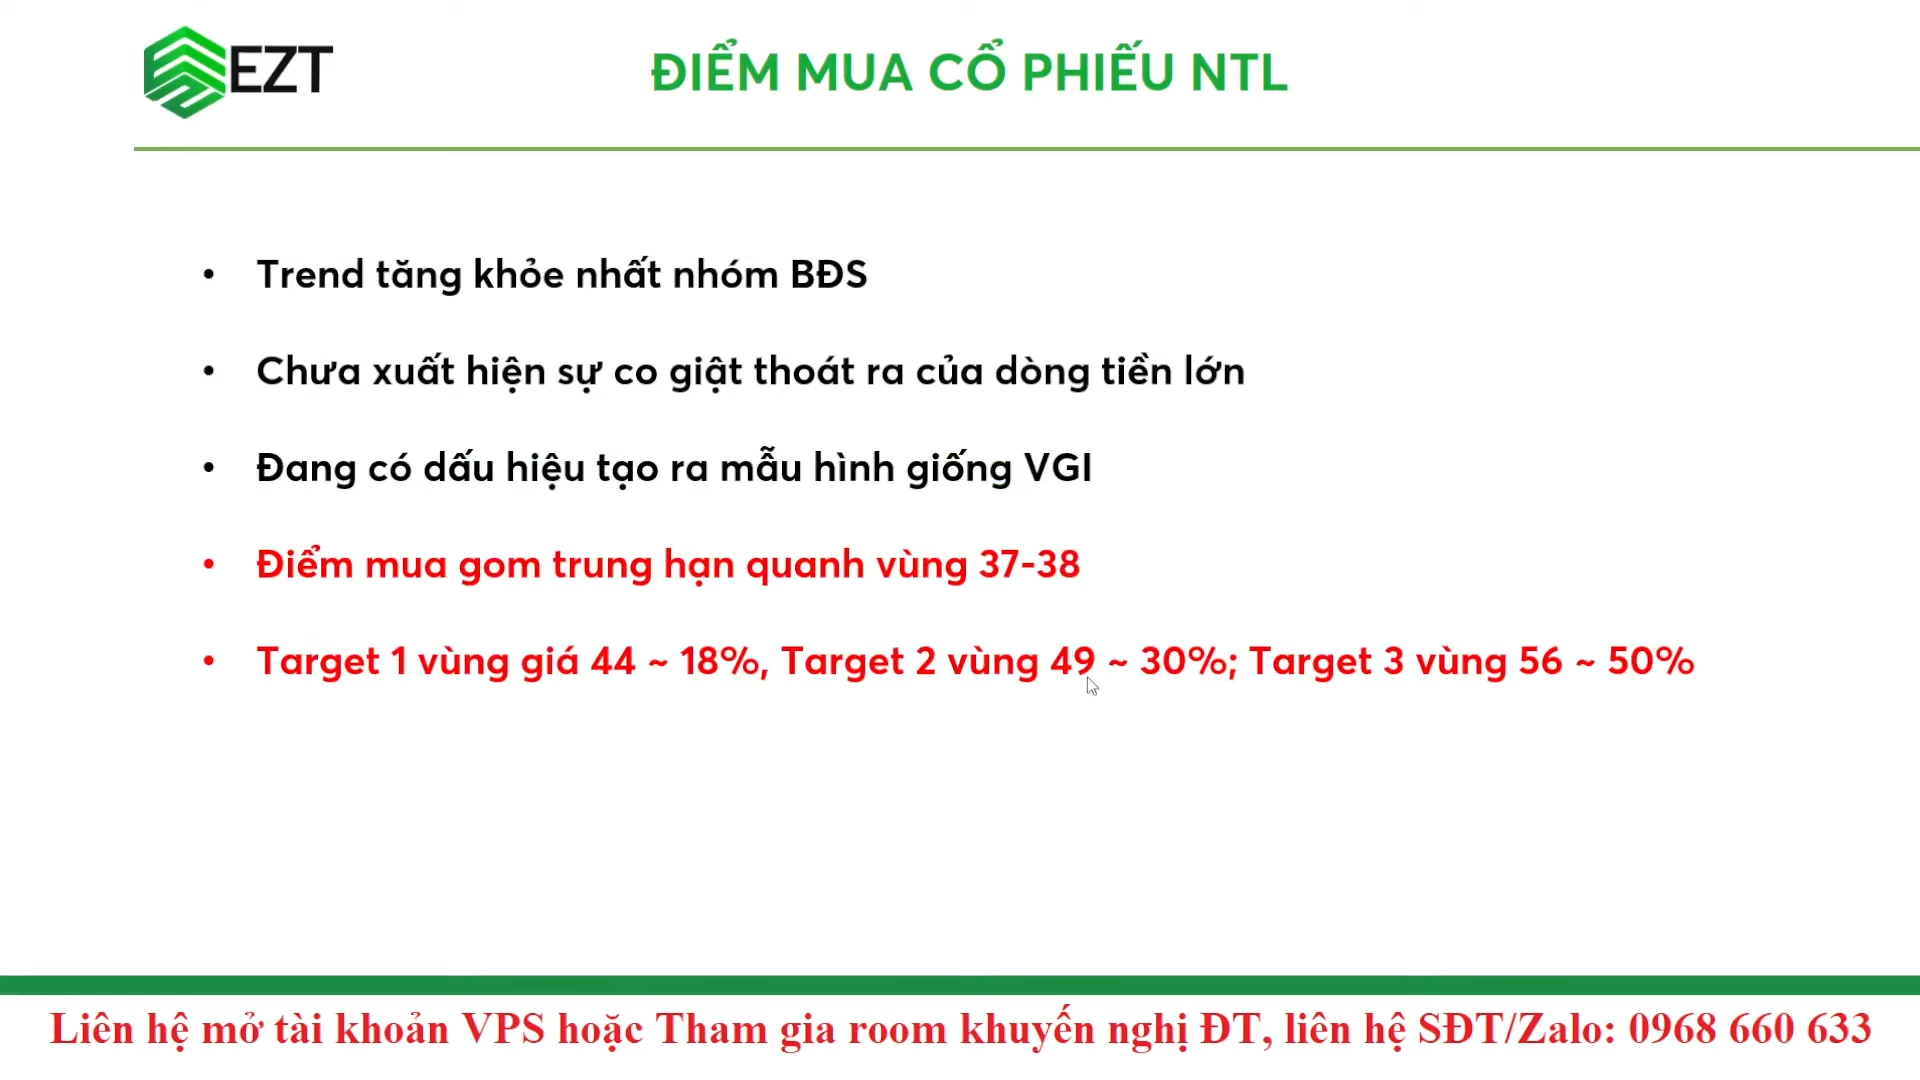 EZT
ĐIỂM MUA CỔ PHIẾU NTL
• Trend tăng khỏe nhất nhóm BĐS
• Chưa xuất hiện sự co giật thoát ra của dòng tiền lớn
• Đang có dấu hiệu tạo ra mẫu hình giống VGI
• Điểm mua gom trung hạn quanh vùng 37-38
• Target 1 vùng giá 44 ~ 18%, Target 2 vùng 49 ~ 30%; Target 3 vùng 56 ~ 50%
Liên hệ mở tài khoản VPS hoặc Tham gia room khuyến nghị ĐT, liên hệ SĐT/Zalo: 0968 660 633